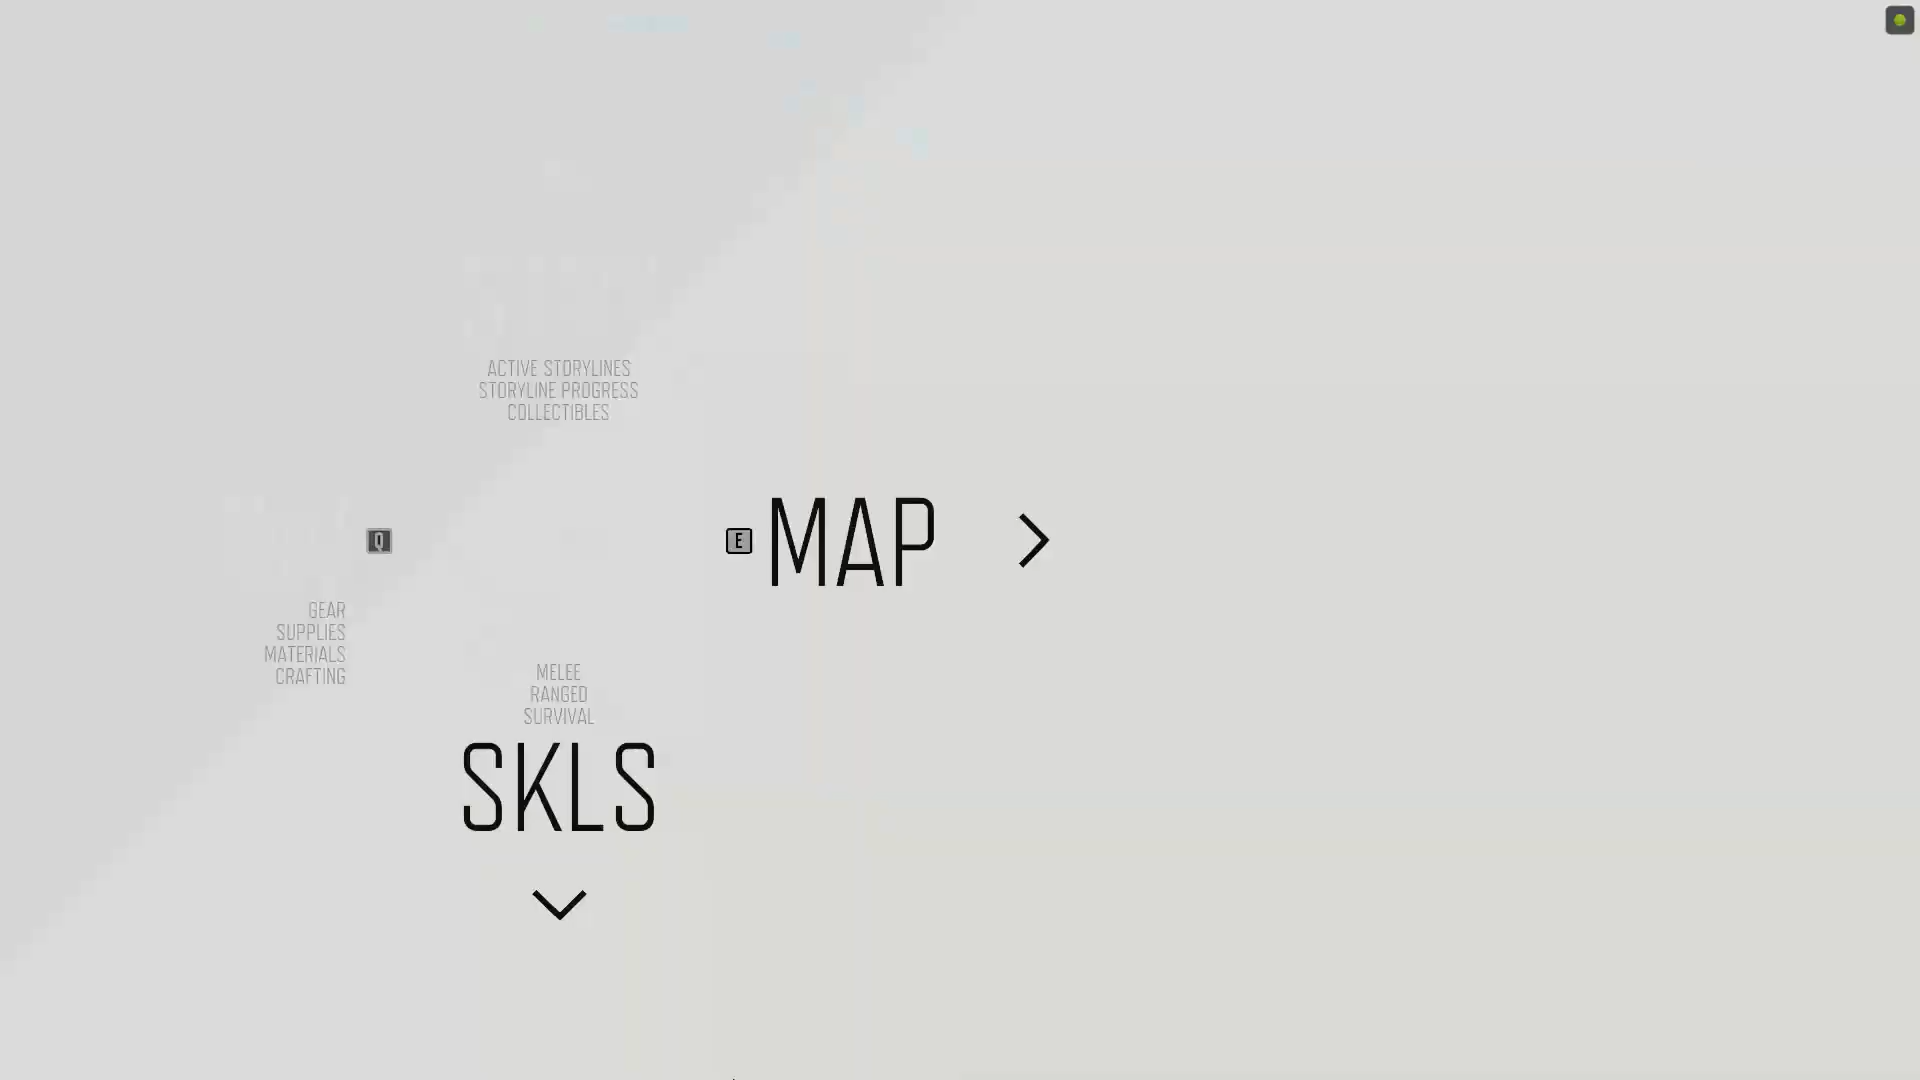 ACTIVE STORYLINES
STORYLINE PROGRESS
COLLECTIBLES
Q
E MAP
GEAR
SUPPLIES
MATERIALS
CRAFTING
MELEE
RANGED
SURVIVAL
SKLS